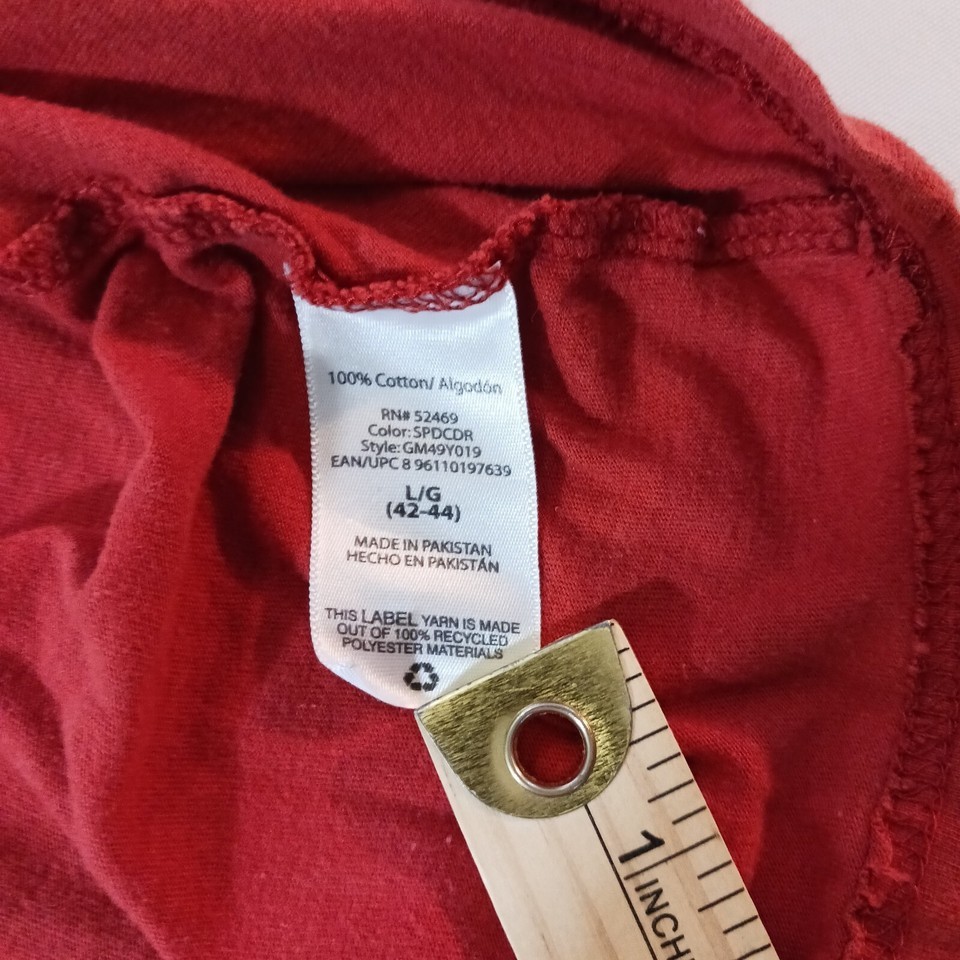 100% Cotton/ Algodón
RN# 52469
Color: SPDCDR
Style: GM49Y019
EAN/UPC 8 96110197639
L/G
(42-44)
MADE IN PAKISTAN
HECHO EN PAKISTÁN
THIS LABEL YARN IS MADE
OUT OF 100% RECYCLED
POLYESTER MATERIALS
1
INCH